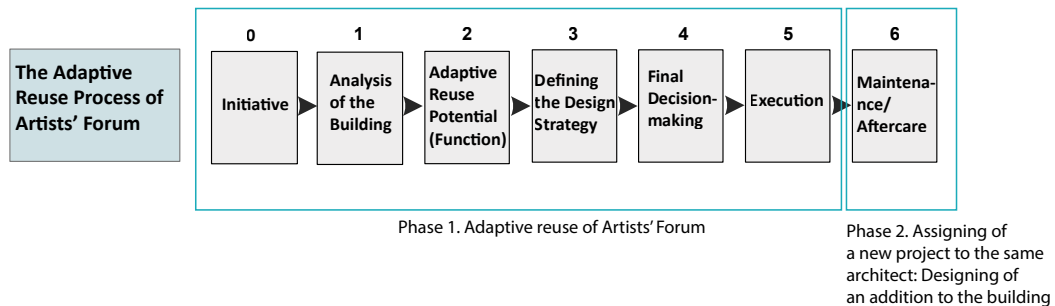 The Adaptive
Reuse Process of
Artists' Forum
0
Initiative
1
Analysis
of the
Building
2
Adaptive
Reuse
Potential
(Function)
3
Defining
the Design
Strategy
4
Final
Decision-
making
5
Execution
6
Maintena-
nce/
Aftercare
Phase 1. Adaptive reuse of Artists' Forum
Phase 2. Assigning of
a new project to the same
architect: Designing of
an addition to the building